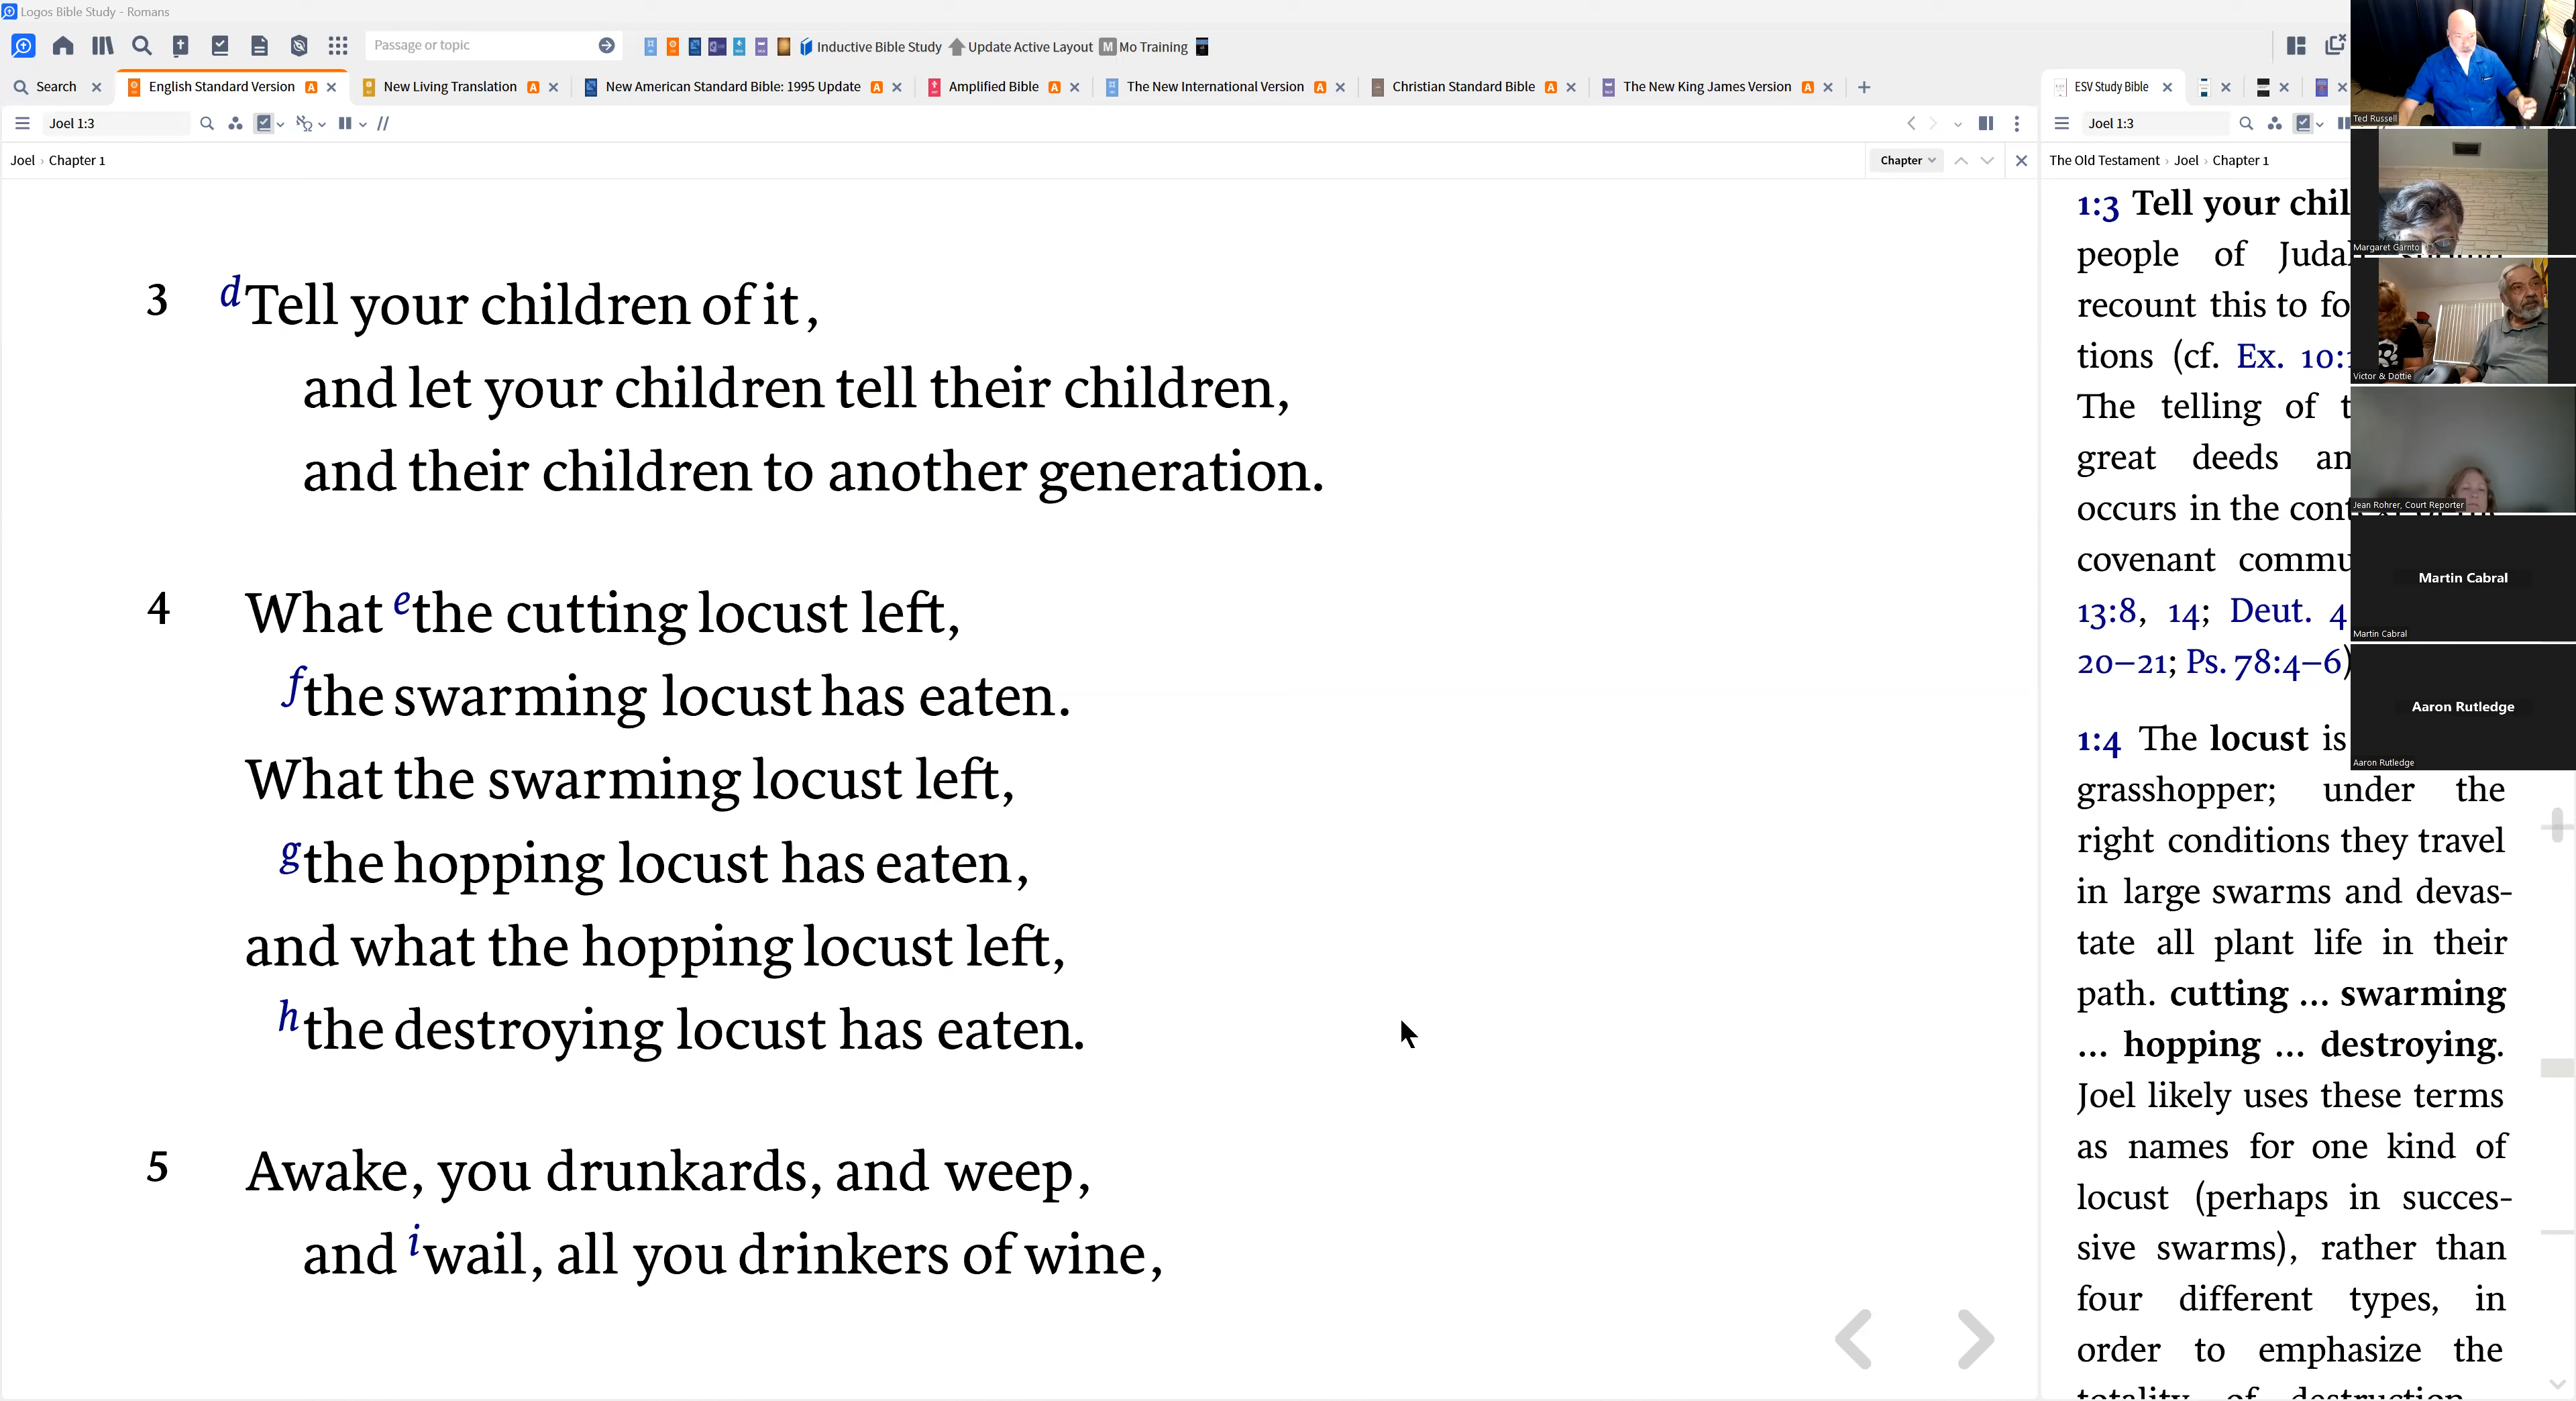 Logos Bible Study - Romans
Passage or topic
Inductive Bible Study Update Active Layout M Mo Training
Search English Standard Version A New Living Translation A New American Standard Bible: 1995 Update A Amplified Bible A The New International Version A Christian Standard Bible A The New King James Version A
ESV Study Bible
Joel 1:3
Joel 1:3
Joel › Chapter 1
Chapter
The Old Testament › Joel › Chapter 1
3 dTell your children of it,
and let your children tell their children,
and their children to another generation.
4 What ethe cutting locust left,
fthe swarming locust has eaten.
What the swarming locust left,
gthe hopping locust has eaten,
and what the hopping locust left,
hthe destroying locust has eaten.
5 Awake, you drunkards, and weep,
and iwail, all you drinkers of wine,
1:3 Tell your
people of
recount this to
tions (cf. Ex.
The telling of
great deeds
occurs in the
covenant
13:8, 14; Deut. 4
20–21; Ps. 78:4–6)
1:4 The locust is
grasshopper; under the
right conditions they travel
in large swarms and devas-
tate all plant life in their
path. cutting ... swarming
... hopping ... destroying.
Joel likely uses these terms
as names for one kind of
locust (perhaps in succes-
sive swarms), rather than
four different types, in
order to emphasize the
totality of destruction
Ted Russell
Margaret Garnto
Victor & Dottie
Jean Rohrer, Court Reporter
Martin Cabral
Martin Cabral
Aaron Rutledge
Aaron Rutledge